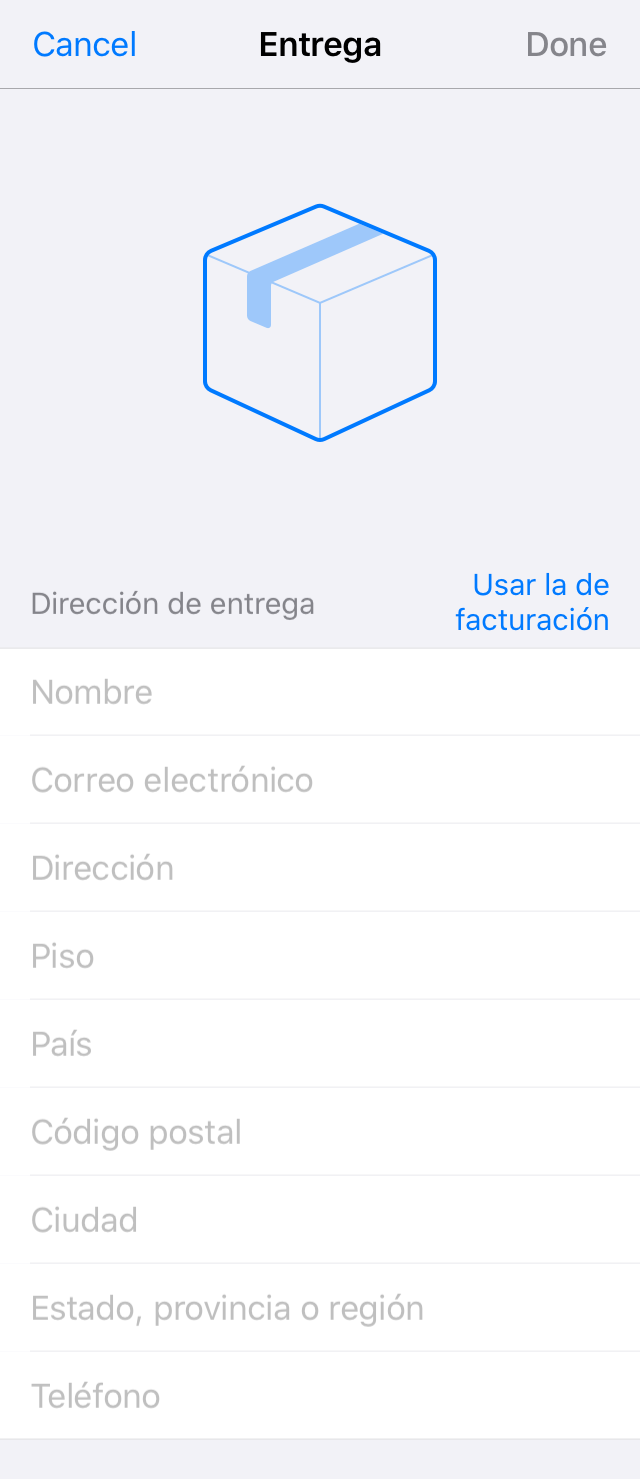 Cancel
Entrega
Done
Dirección de entrega
Usar la de
facturación
Nombre
Correo electrónico
Dirección
Piso
País
Código postal
Ciudad
Estado, provincia o región
Teléfono